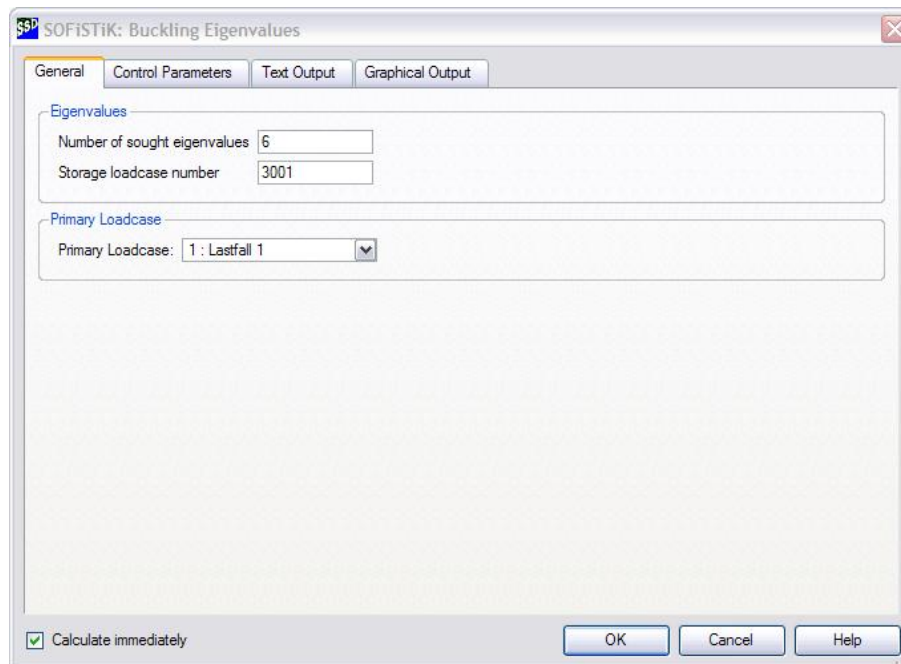 SSD SOFiSTiK: Buckling Eigenvalues
General Control Parameters Text Output Graphical Output
Eigenvalues
Number of sought eigenvalues 6
Storage loadcase number 3001
Primary Loadcase
Primary Loadcase: 1 : Lastfall 1
Calculate immediately OK Cancel Help